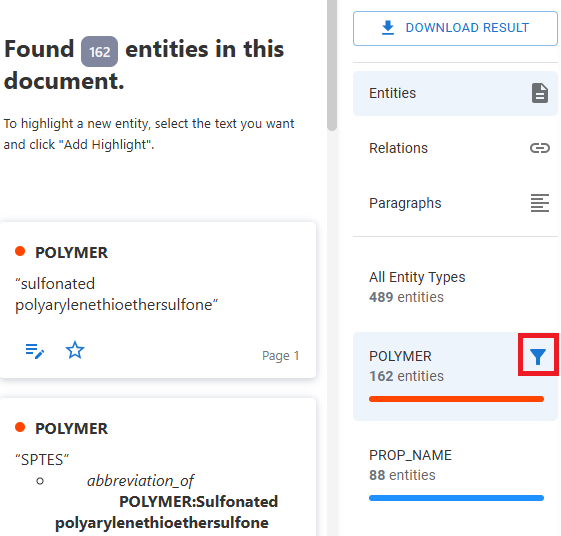 Found 162 entities in this
document.
To highlight a new entity, select the text you want
and click "Add Highlight".
POLYMER
“sulfonated
polyarylenethioethersulfone”
Page 1
POLYMER
“SPTES”
abbreviation_of
POLYMER:Sulfonated
polyarylenethioethersulfone
DOWNLOAD RESULT
Entities
Relations
Paragraphs
All Entity Types
489 entities
POLYMER
162 entities
PROP_NAME
88 entities